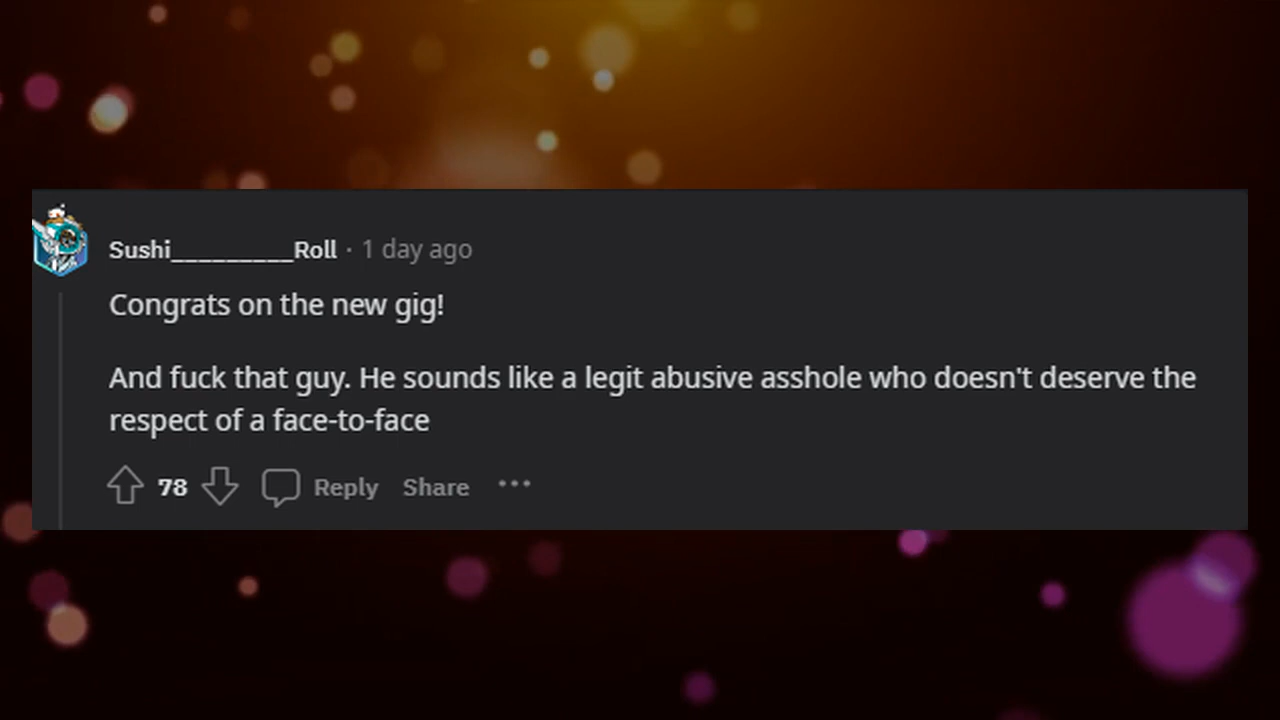 Sushi_________Roll · 1 day ago
Congrats on the new gig!
And fuck that guy. He sounds like a legit abusive asshole who doesn't deserve the
respect of a face-to-face
78 Reply Share ···